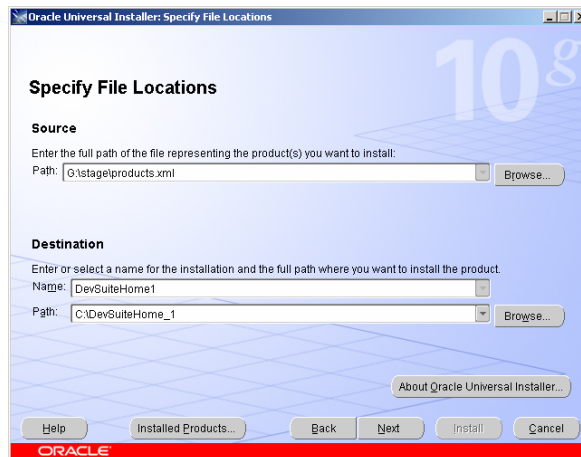 Oracle Universal Installer: Specify File Locations
10g
Specify File Locations
Source
Enter the full path of the file representing the product(s) you want to install:
Path: G:\stage\products.xml Browse...
Destination
Enter or select a name for the installation and the full path where you want to install the product.
Name: DevSuiteHome1
Path: C:\DevSuiteHome_1 Browse...
About Oracle Universal Installer...
Help Installed Products... Back Next Install Cancel
ORACLE